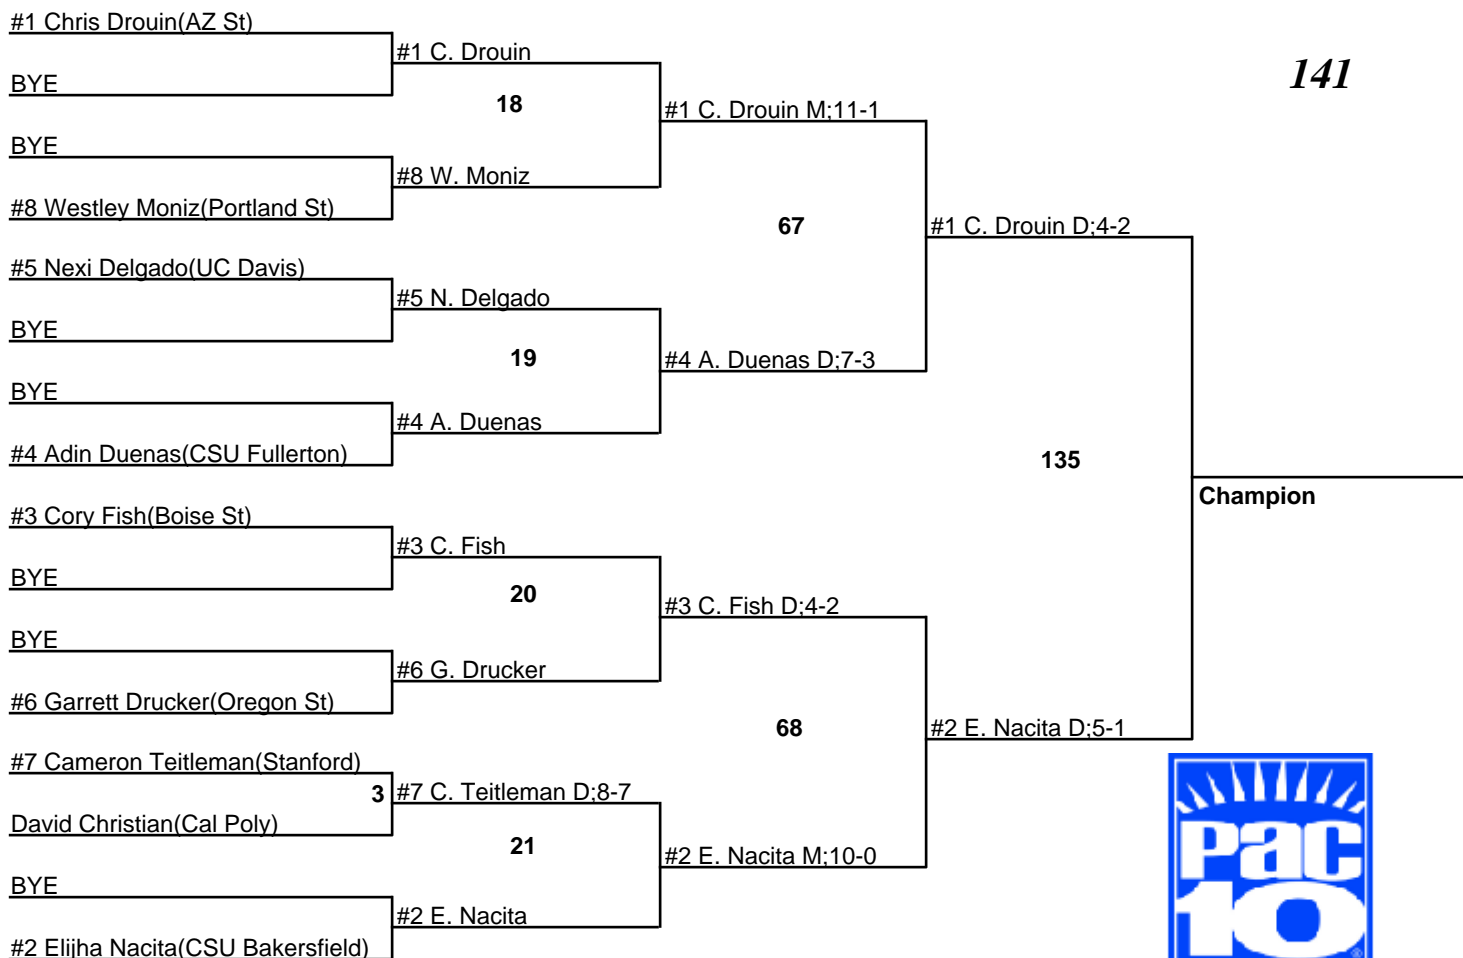 #1 Chris Drouin(AZ St)
BYE
BYE
#8 Westley Moniz(Portland St)
#5 Nexi Delgado(UC Davis)
BYE
BYE
#4 Adin Duenas(CSU Fullerton)
#3 Cory Fish(Boise St)
BYE
BYE
#6 Garrett Drucker(Oregon St)
#7 Cameron Teitleman(Stanford)
3
David Christian(Cal Poly)
BYE
#2 Elijha Nacita(CSU Bakersfield)
#1 C. Drouin
18
#8 W. Moniz
#5 N. Delgado
19
#4 A. Duenas
#3 C. Fish
20
#6 G. Drucker
#7 C. Teitleman D;8-7
21
#2 E. Nacita
#1 C. Drouin M;11-1
67
#4 A. Duenas D;7-3
#3 C. Fish D;4-2
68
#2 E. Nacita M;10-0
#1 C. Drouin D;4-2
135
#2 E. Nacita D;5-1
141
Champion
Pac
10
®